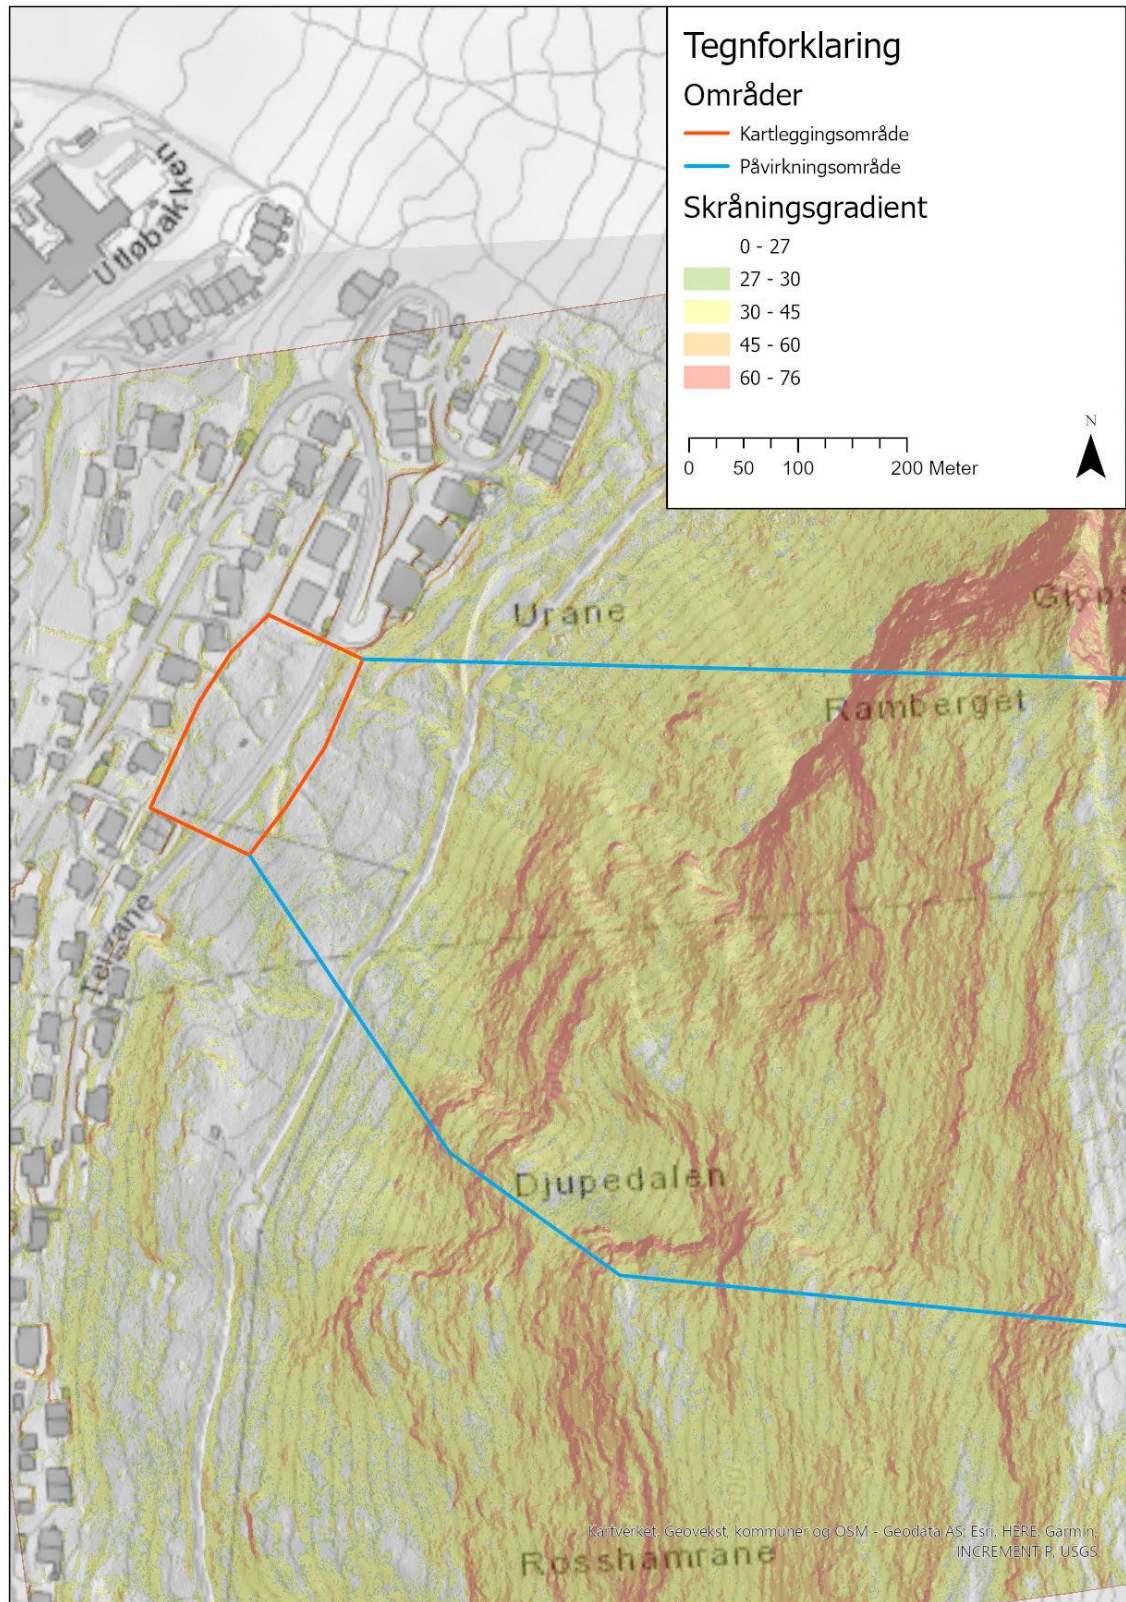 Tegnforklaring
Områder
Kartleggingsområde
Påvirkningsområde
Skråningsgradient
0 - 27
27 - 30
30 - 45
45 - 60
60 - 76
N
0 50 100 200 Meter
Utløbakken
Urane
Ramberget
Djupedalen
Rosshamrane
Kartverket, Geovekst, kommuner og OSM - Geodata AS, Esri, HERE, Garmin,
INCREMENT P, USGS